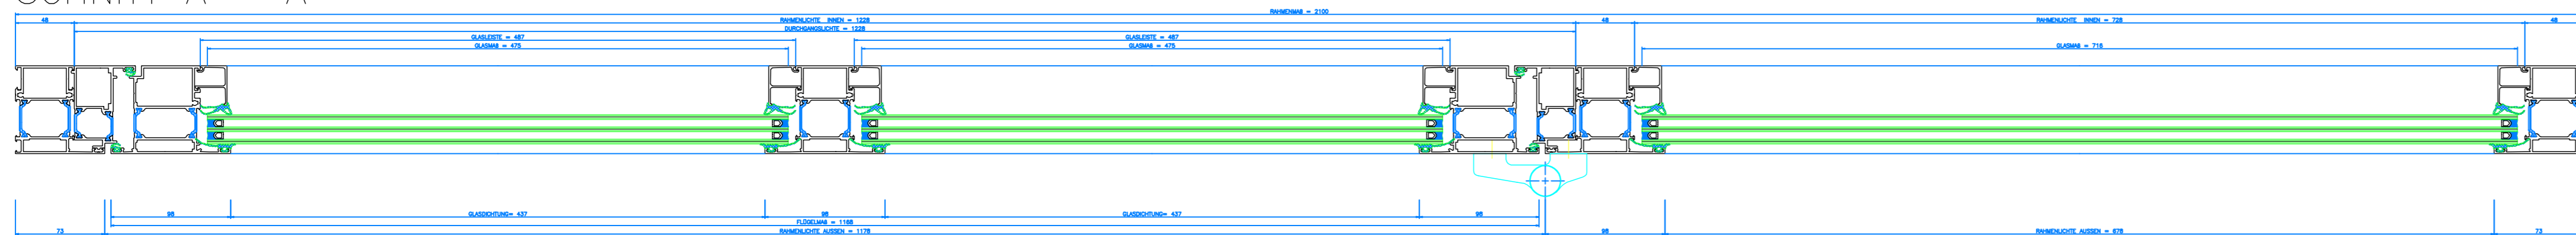 RAHMENMAß = 2100
48 RAHMENLICHTE INNEN = 1228 48 RAHMENLICHTE INNEN = 728 48
DURCHGANGSLICHTE = 1228
GLASLEISTE = 487 GLASLEISTE = 487
GLASMAß = 475 GLASMAß = 475 GLASMAß = 716
98 GLASDICHTUNG= 437 98 GLASDICHTUNG= 437 98
FLÜGELMAß = 1168
73 RAHMENLICHTE AUSSEN = 1178 98 RAHMENLICHTE AUSSEN = 678 73